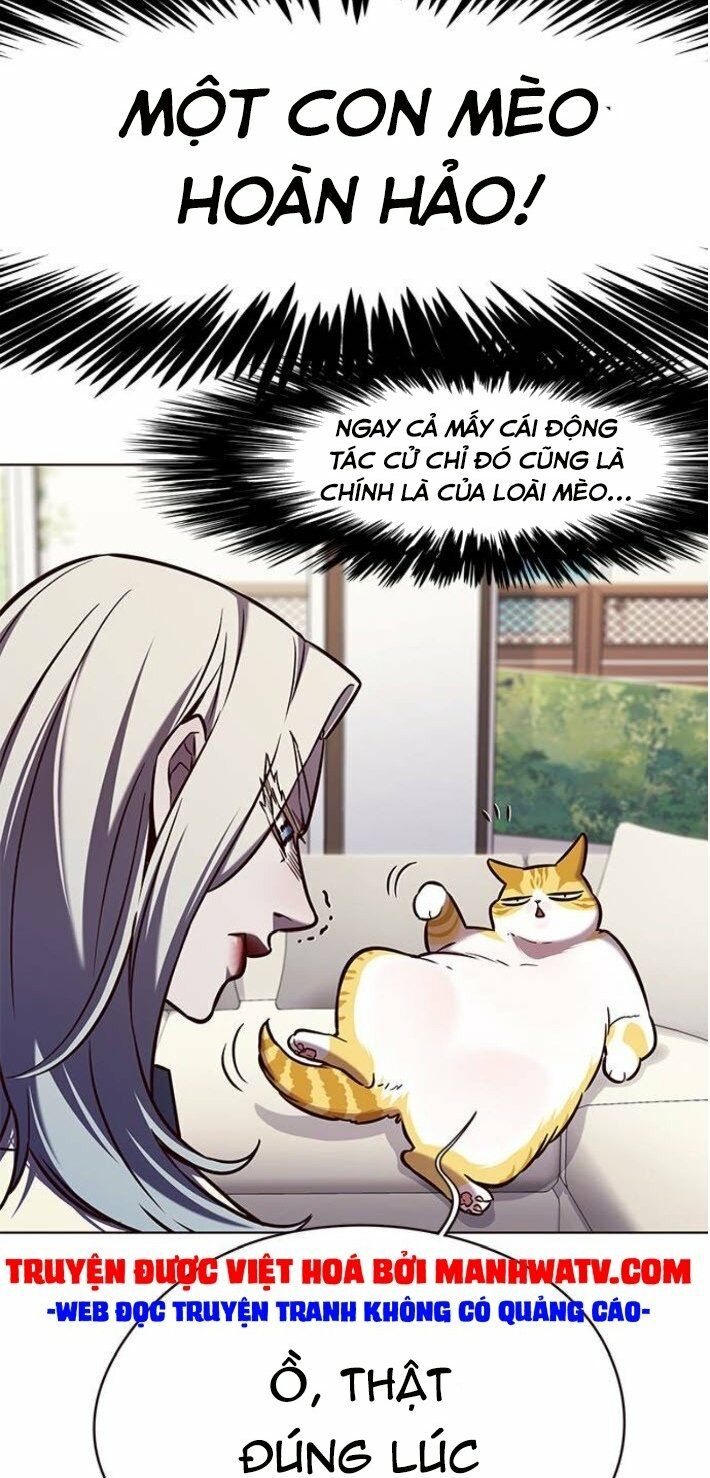 MỘT CON MÈO
HOÀN HẢO!
NGAY CẢ MẤY CÁI ĐỘNG
TÁC CỬ CHỈ ĐÓ CŨNG LÀ
CHÍNH LÀ CỦA LOÀI MÈO...
TRUYỆN ĐƯỢC VIỆT HOÁ BỞI MANHWATV.COM
-WEB ĐỌC TRUYỆN TRANH KHÔNG CÓ QUẢNG CÁO-
Ồ, THẬT
ĐÚNG LÚC